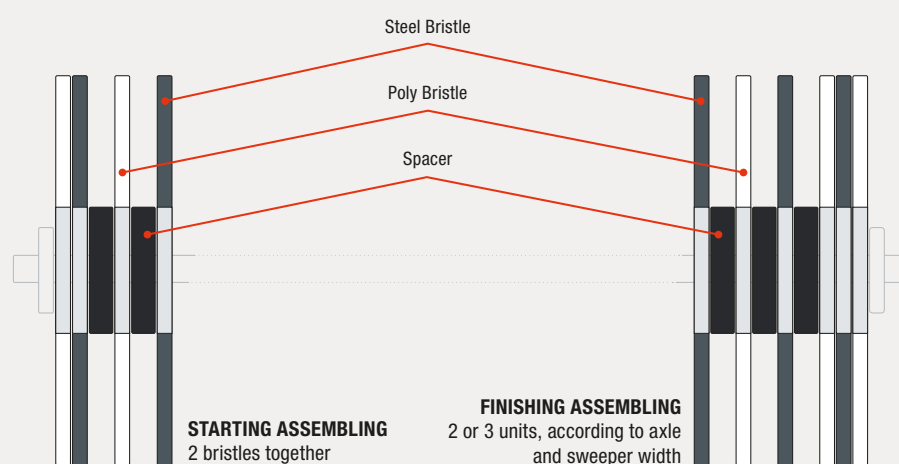 Steel Bristle
Poly Bristle
Spacer
STARTING ASSEMBLING
2 bristles together
FINISHING ASSEMBLING
2 or 3 units, according to axle
and sweeper width